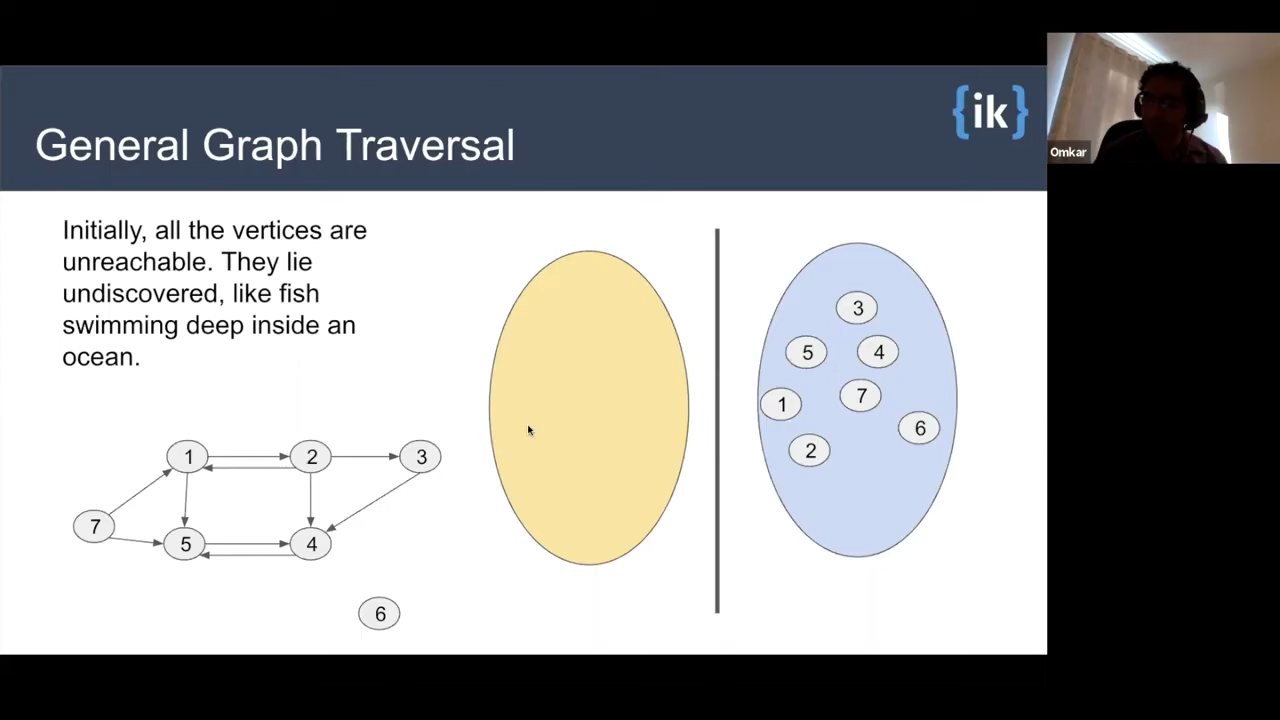 General Graph Traversal
{ik}
Omkar
Initially, all the vertices are
unreachable. They lie
undiscovered, like fish
swimming deep inside an
ocean.
1 2 3
7
5 4
6
3
5 4
1 7
6
2